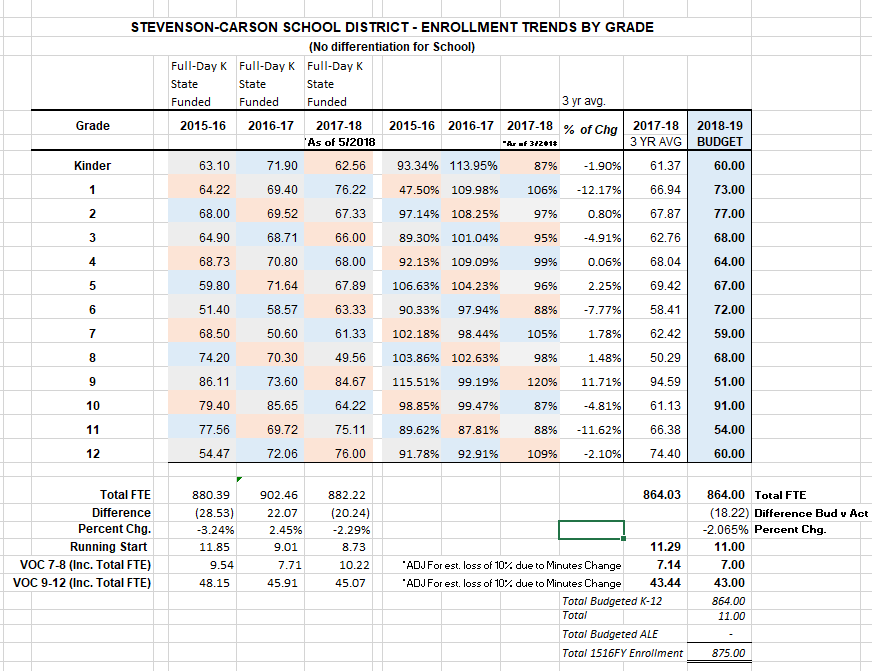 STEVENSON-CARSON SCHOOL DISTRICT - ENROLLMENT TRENDS BY GRADE
(No differentiation for School)
Full-Day K Full-Day K Full-Day K
State State State
Funded Funded Funded 3 yr avg.
Grade 2015-16 2016-17 2017-18 2015-16 2016-17 2017-18 % of Chg 2017-18 2018-19
*As of 5/2018 *As of 3/2018 3 YR AVG BUDGET
Kinder 63.10 71.90 62.56 93.34% 113.95% 87% -1.90% 61.37 60.00
1 64.22 69.40 76.22 47.50% 109.98% 106% -12.17% 66.94 73.00
2 68.00 69.52 67.33 97.14% 108.25% 97% 0.80% 67.87 77.00
3 64.90 68.71 66.00 89.30% 101.04% 95% -4.91% 62.76 68.00
4 68.73 70.80 68.00 92.13% 109.09% 99% 0.06% 68.04 64.00
5 59.80 71.64 67.89 106.63% 104.23% 96% 2.25% 69.42 67.00
6 51.40 58.57 63.33 90.33% 97.94% 88% -7.77% 58.41 72.00
7 68.50 50.60 61.33 102.18% 98.44% 105% 1.78% 62.42 59.00
8 74.20 70.30 49.56 103.86% 102.63% 98% 1.48% 50.29 68.00
9 86.11 73.60 84.67 115.51% 99.19% 120% 11.71% 94.59 51.00
10 79.40 85.65 64.22 98.85% 99.47% 87% -4.81% 61.13 91.00
11 77.56 69.72 75.11 89.62% 87.81% 88% -11.62% 66.38 54.00
12 54.47 72.06 76.00 91.78% 92.91% 109% -2.10% 74.40 60.00
Total FTE 880.39 902.46 882.22 864.03 864.00 Total FTE
Difference (28.53) 22.07 (20.24) (18.22) Difference Bud v Act
Percent Chg. -3.24% 2.45% -2.29% -2.065% Percent Chg.
Running Start 11.85 9.01 8.73 11.29 11.00
VOC 7-8 (Inc. Total FTE) 9.54 7.71 10.22 *ADJ For est. loss of 10% due to Minutes Change 7.14 7.00
VOC 9-12 (Inc. Total FTE) 48.15 45.91 45.07 *ADJ For est. loss of 10% due to Minutes Change 43.44 43.00
Total Budgeted K-12 864.00
Total 11.00
Total Budgeted ALE -
Total 1516FY Enrollment 875.00